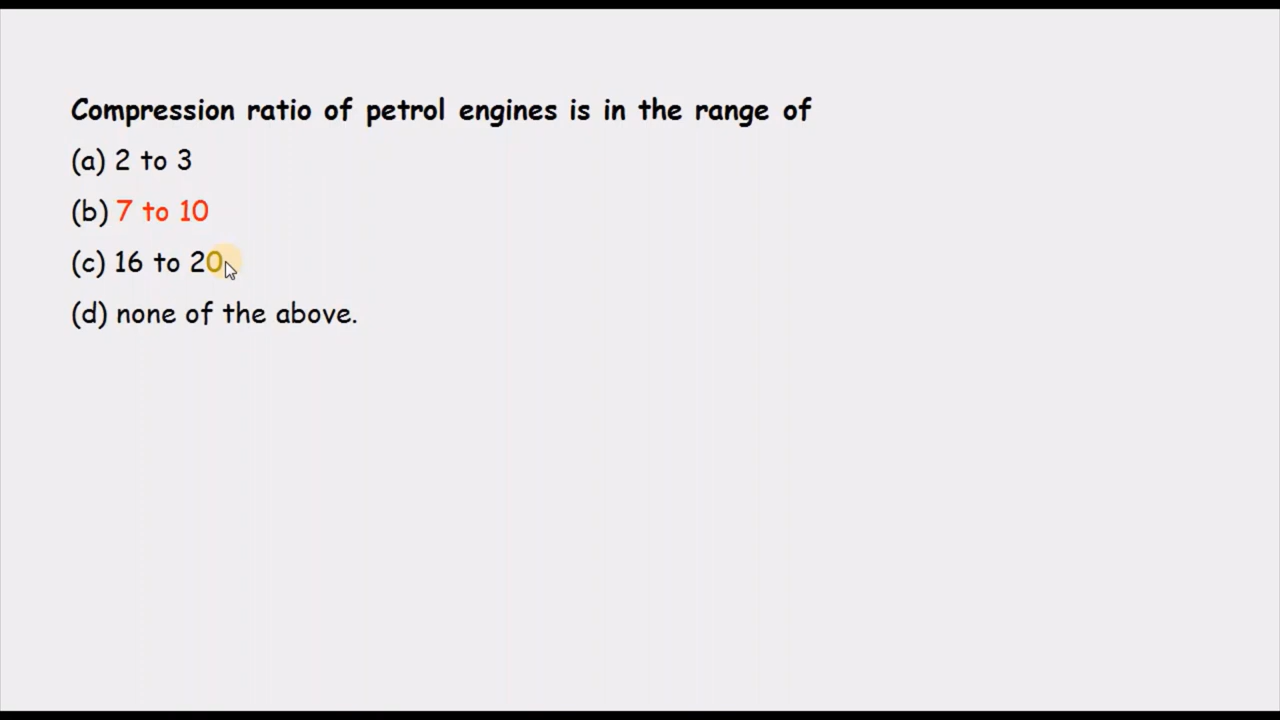 Compression ratio of petrol engines is in the range of
(a) 2 to 3
(b) 7 to 10
(c) 16 to 20
(d) none of the above.